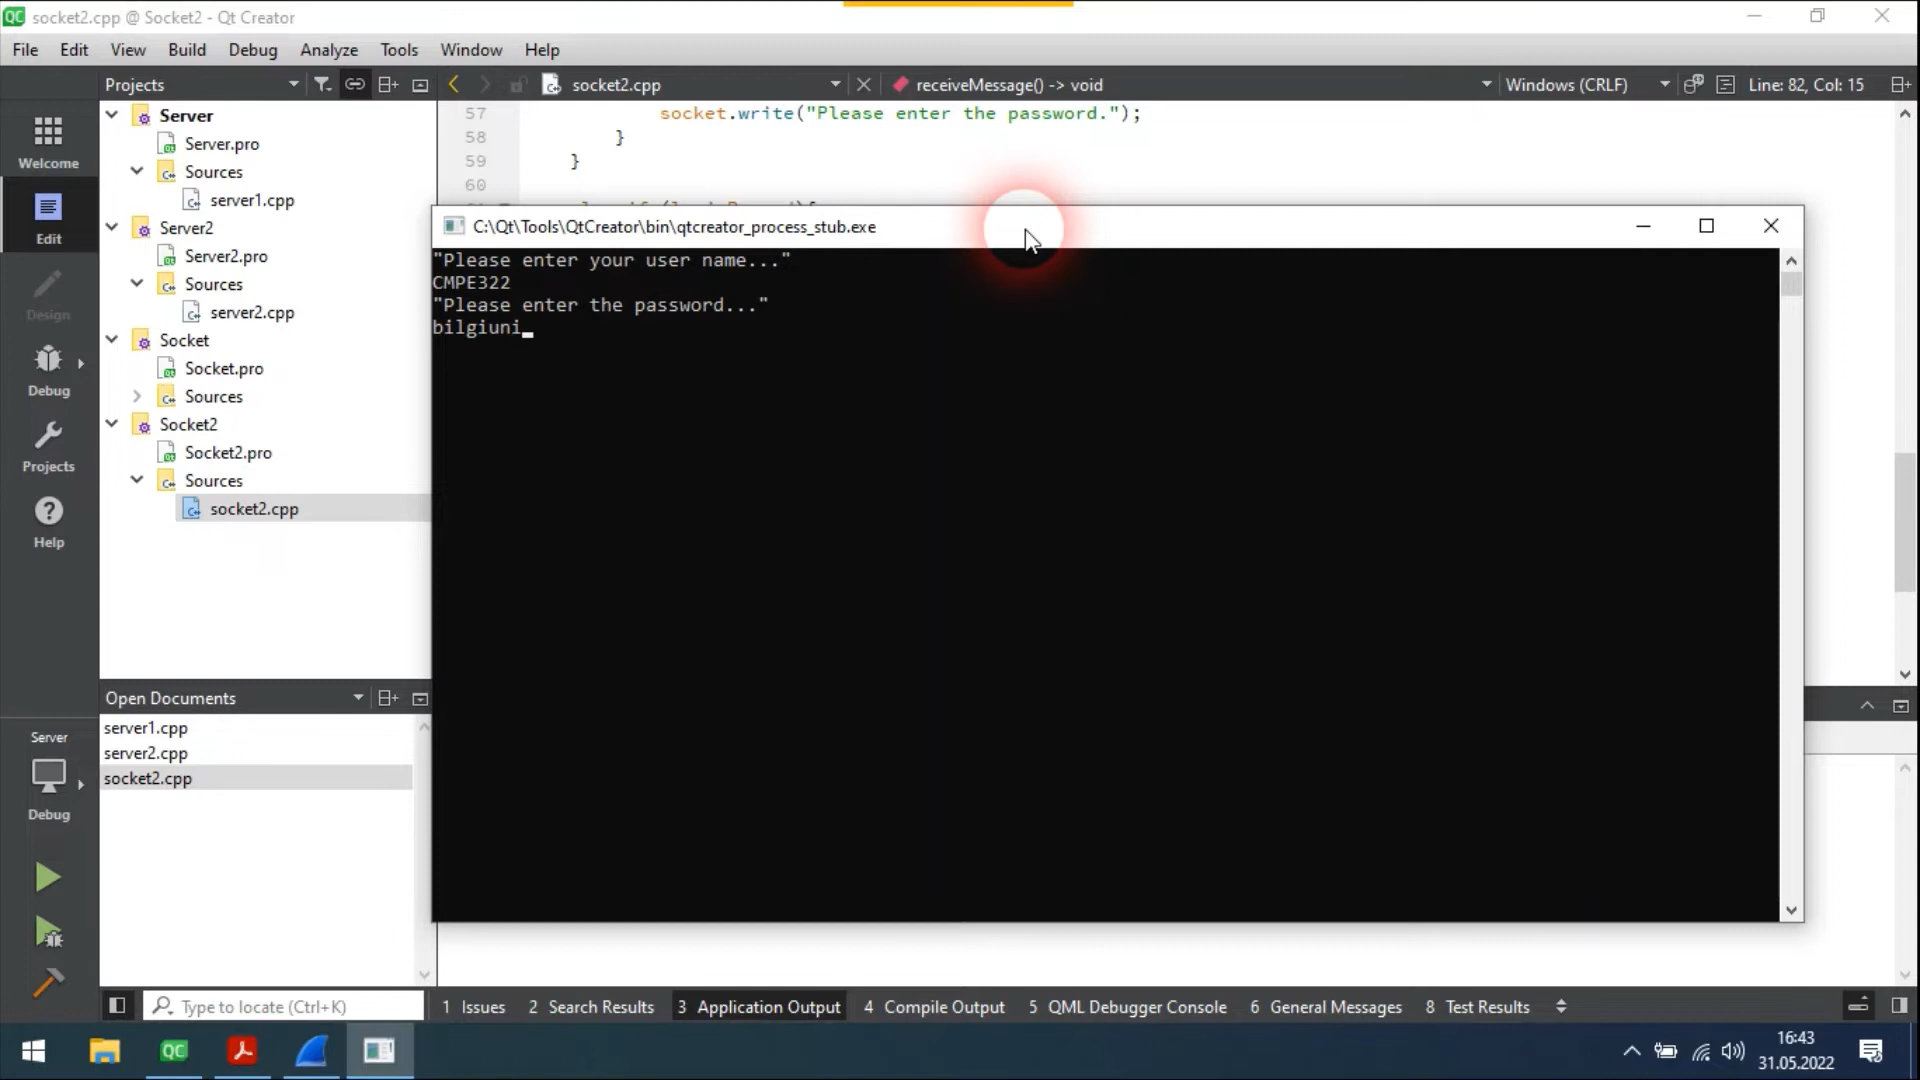 socket2.cpp @ Socket2 - Qt Creator
File Edit View Build Debug Analyze Tools Window Help
Projects
socket2.cpp
receiveMessage() -> void
Windows (CRLF)
Line: 82, Col: 15
Welcome
Edit
Design
Debug
Projects
Help
Server
Server.pro
Sources
server1.cpp
Server2
Server2.pro
Sources
server2.cpp
Socket
Socket.pro
Sources
Socket2
Socket2.pro
Sources
socket2.cpp
57 socket.write("Please enter the password.");
58 }
59 }
60
C:\Qt\Tools\QtCreator\bin\qtcreator_process_stub.exe
"Please enter your user name..."
CMPE322
"Please enter the password..."
bilgiuni_
Open Documents
server1.cpp
server2.cpp
socket2.cpp
Server
Debug
Type to locate (Ctrl+K)
1 Issues 2 Search Results 3 Application Output 4 Compile Output 5 QML Debugger Console 6 General Messages 8 Test Results
QC
16:43
31.05.2022